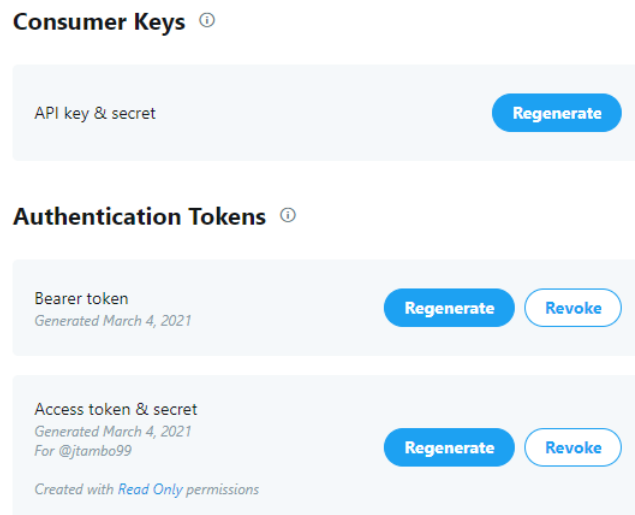 Consumer Keys
API key & secret
Regenerate
Authentication Tokens
Bearer token
Generated March 4, 2021
Regenerate
Revoke
Access token & secret
Generated March 4, 2021
For @jtambo99
Regenerate
Revoke
Created with Read Only permissions